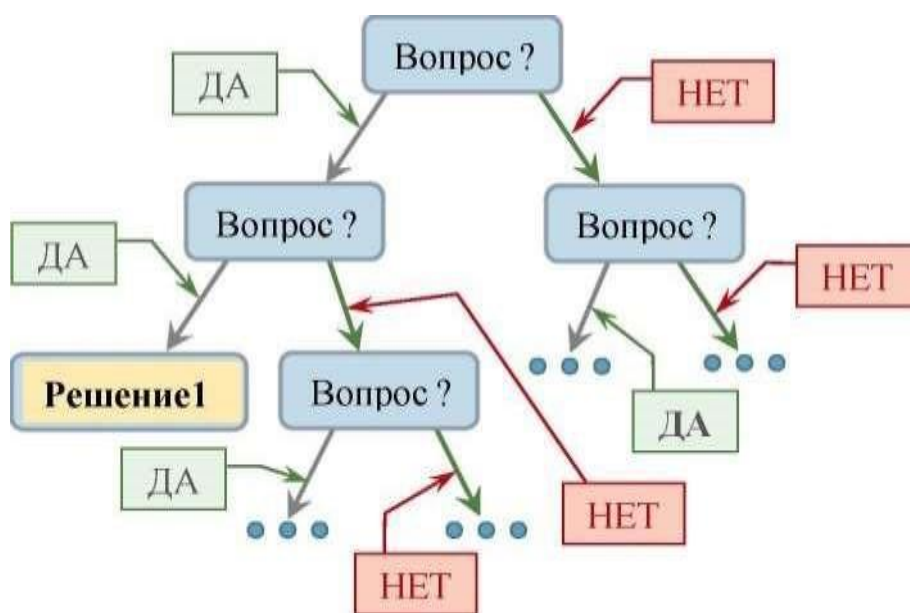 Вопрос ?
ДА
НЕТ
Вопрос ?
Вопрос ?
ДА
НЕТ
Решение1
Вопрос ?
ДА
ДА
НЕТ
НЕТ